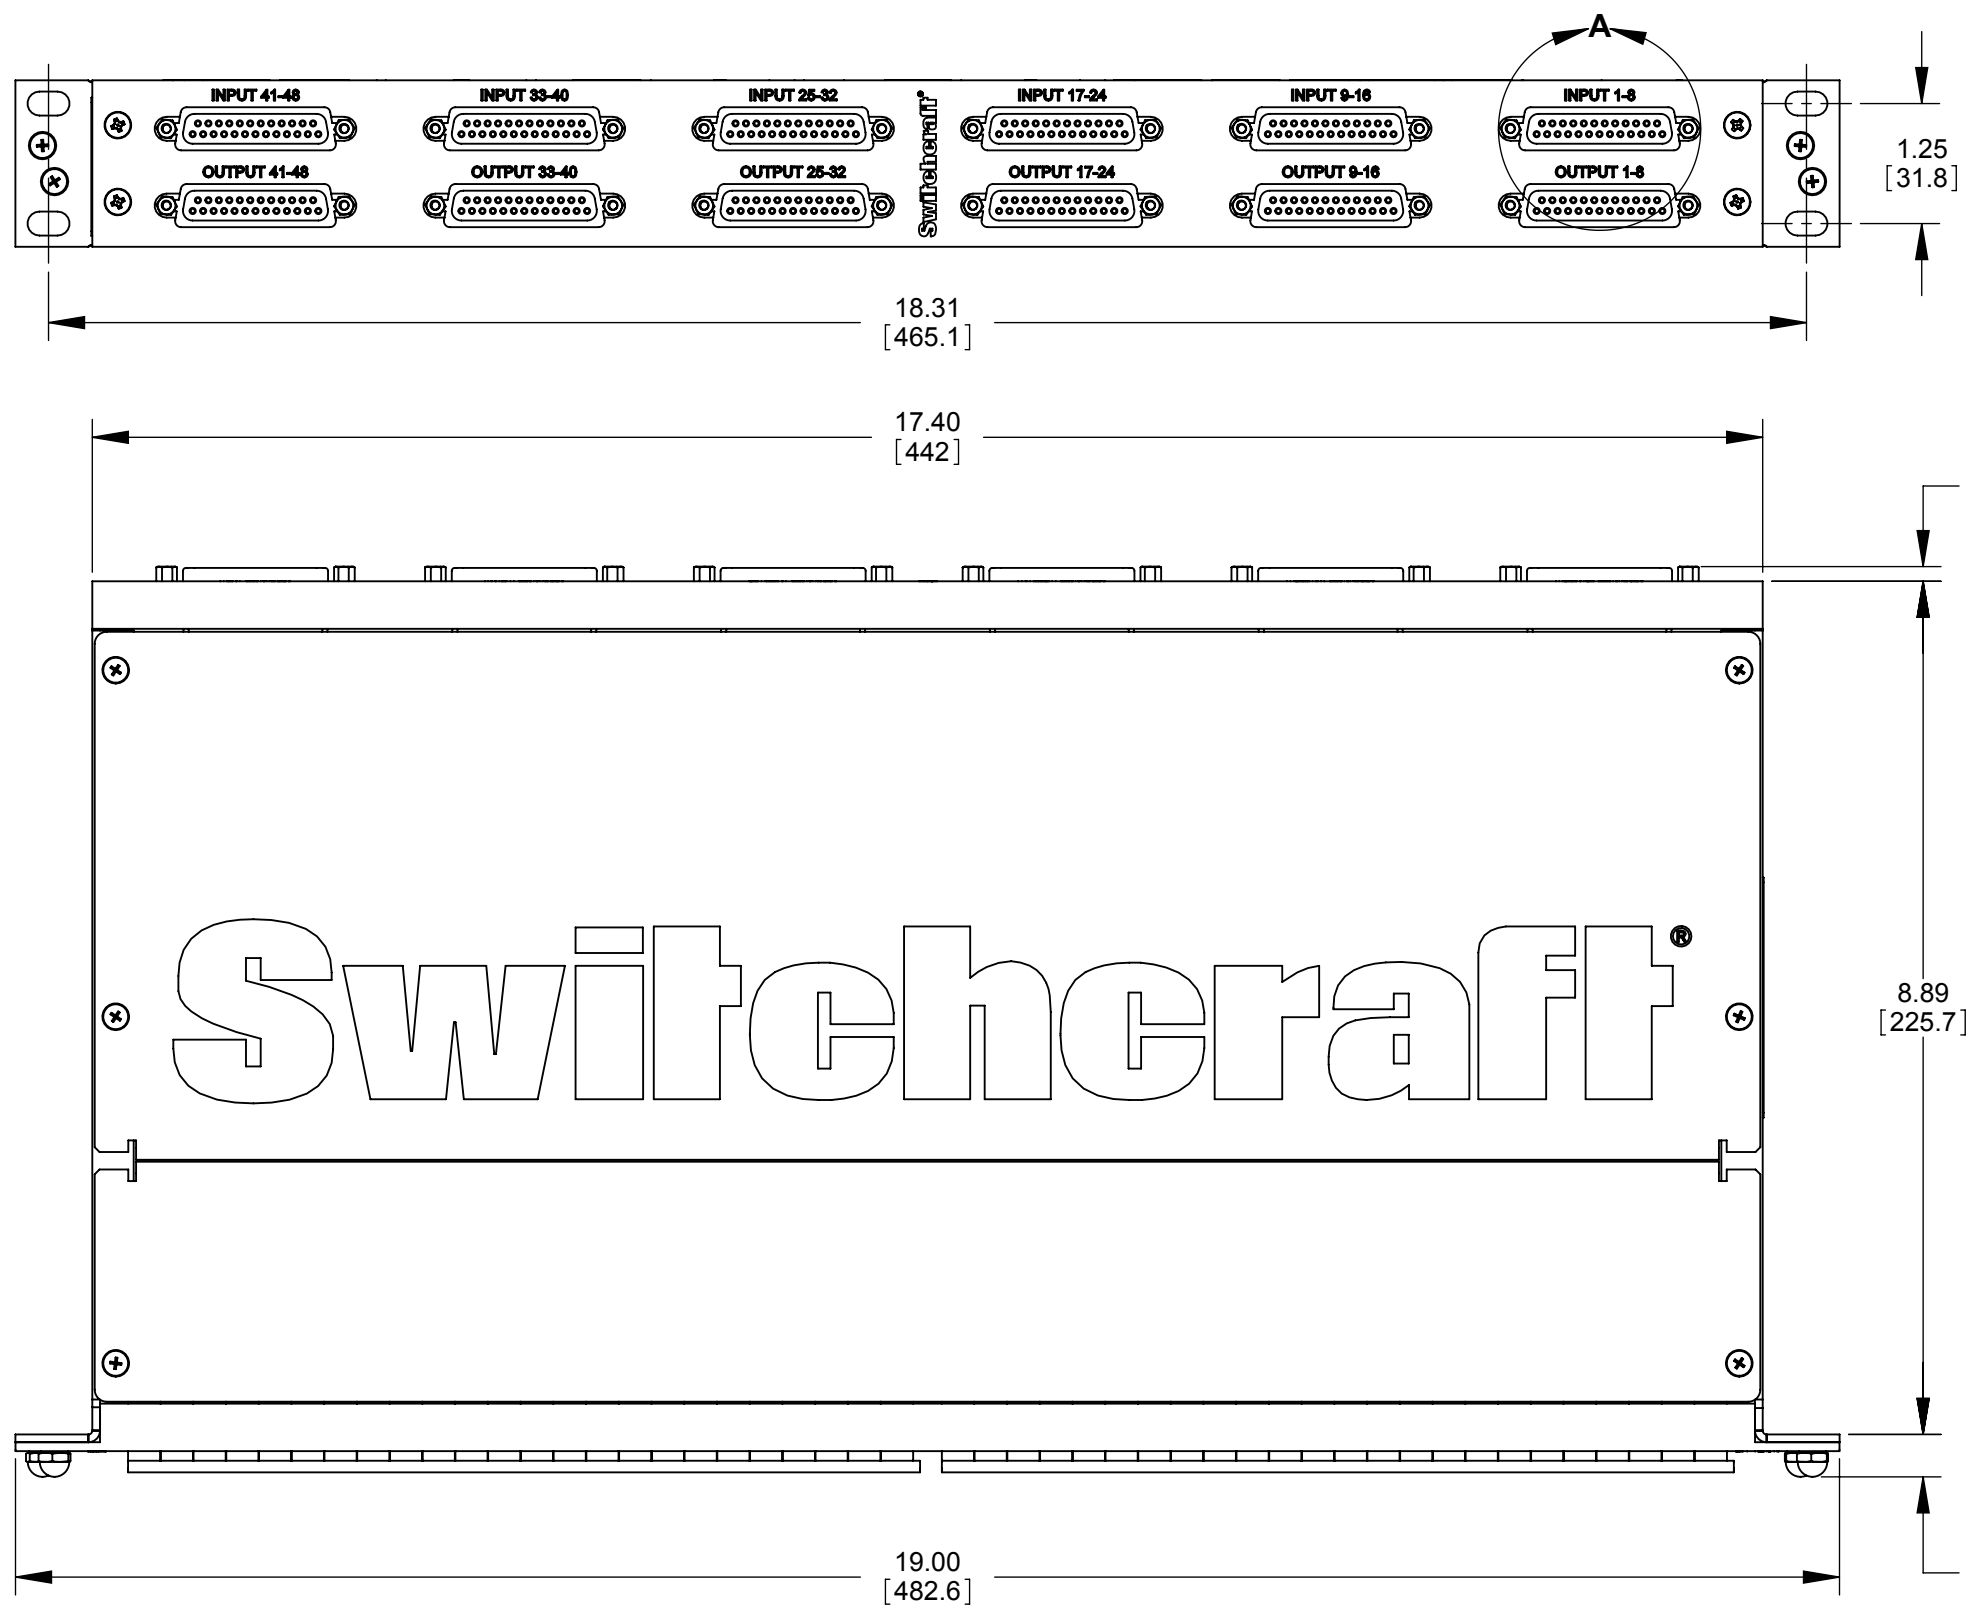 A
INPUT 41-48 INPUT 33-40 INPUT 25-32 INPUT 17-24 INPUT 9-16 INPUT 1-8
Switchcraft®
OUTPUT 41-48 OUTPUT 33-40 OUTPUT 25-32 OUTPUT 17-24 OUTPUT 9-16 OUTPUT 1-8
1.25
[31.8]
18.31
[465.1]
17.40
[442]
Switchcraft®
8.89
[225.7]
19.00
[482.6]